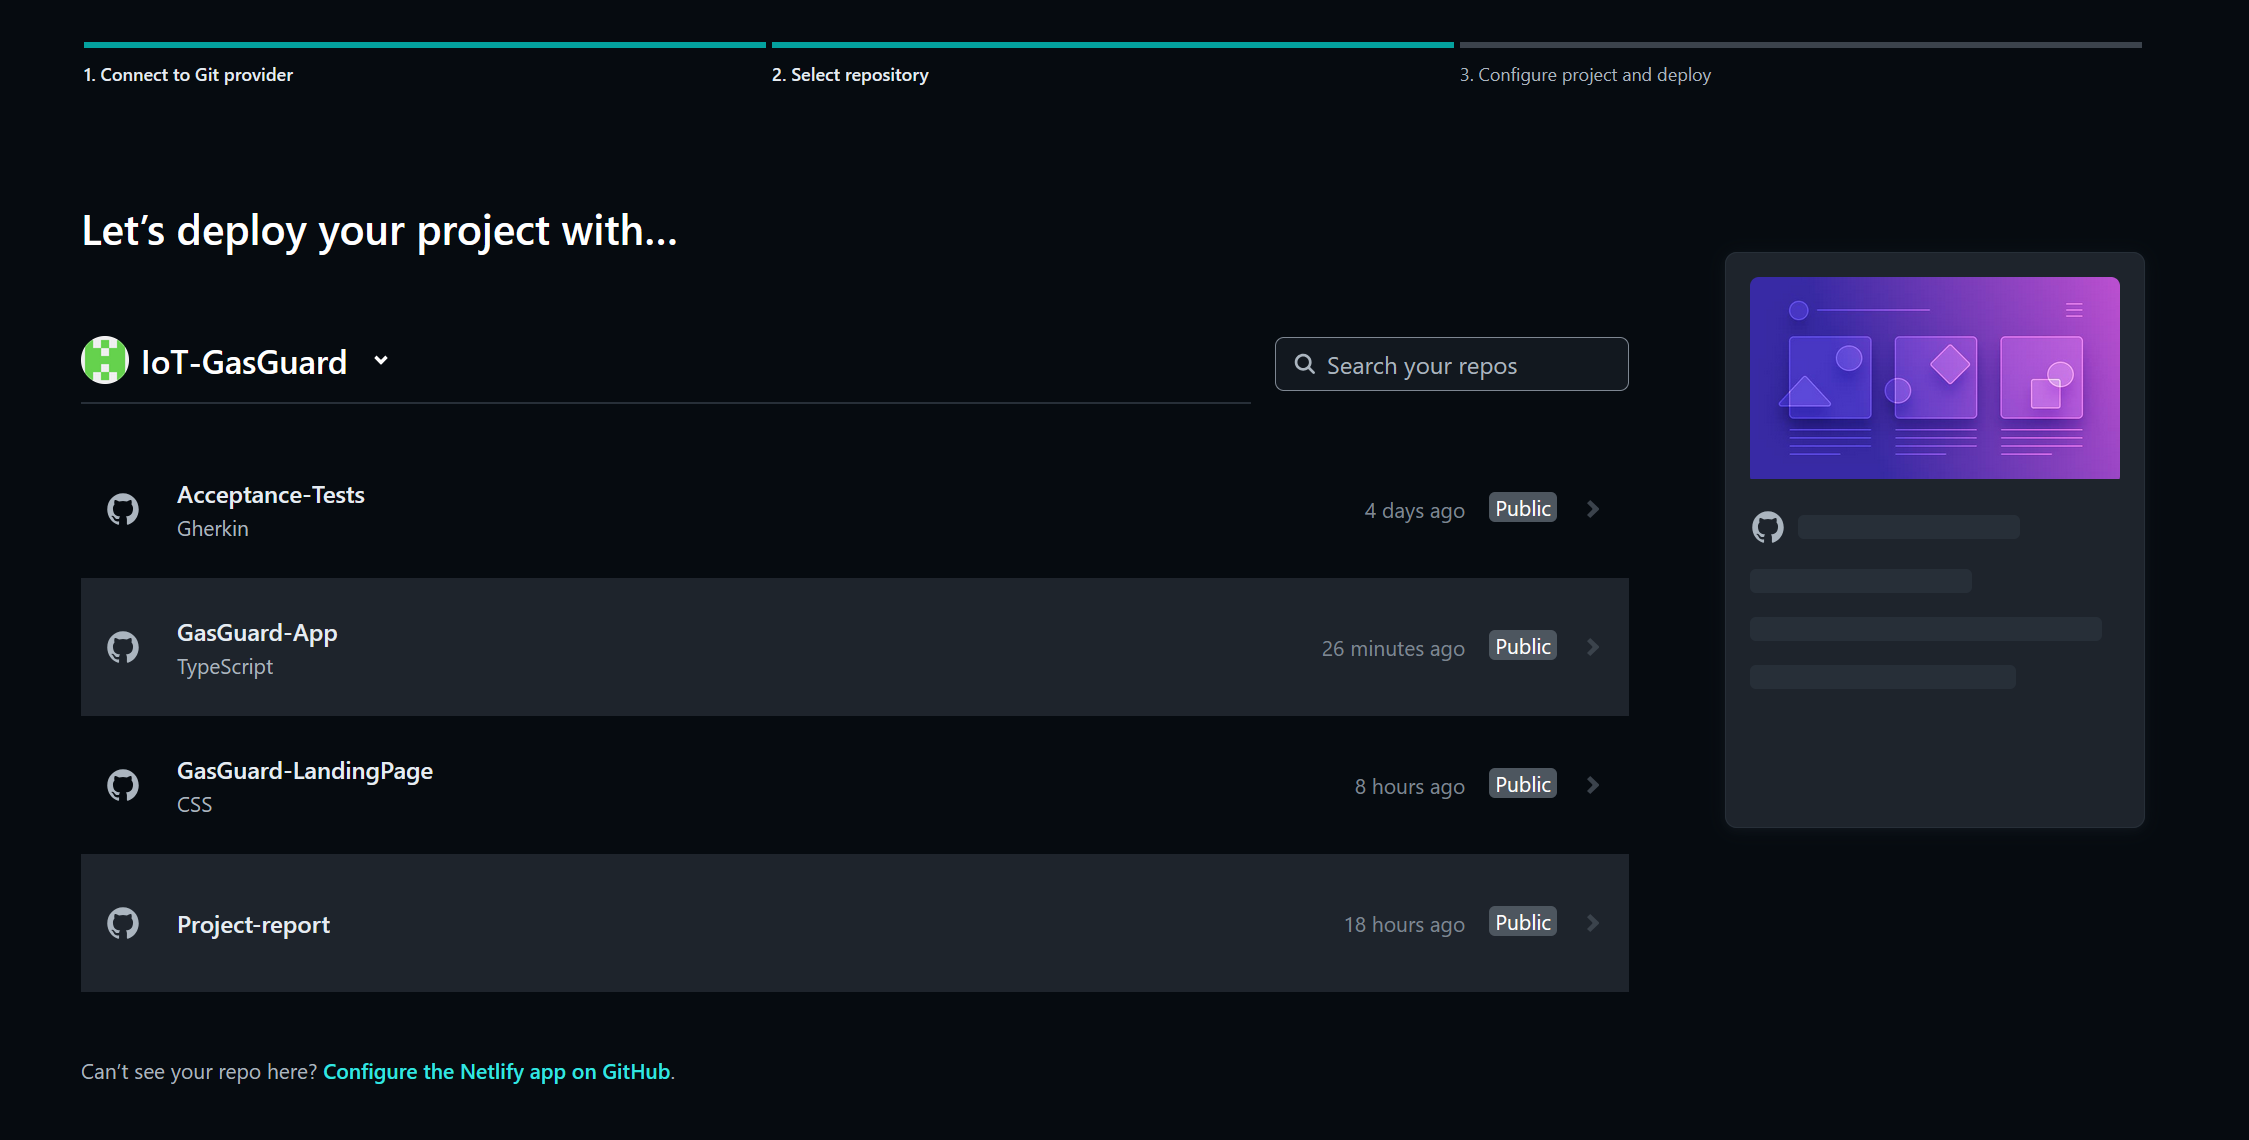 1. Connect to Git provider
2. Select repository
3. Configure project and deploy
Let’s deploy your project with…
IoT-GasGuard
Search your repos
Acceptance-Tests
Gherkin
4 days ago
Public
GasGuard-App
TypeScript
26 minutes ago
Public
GasGuard-LandingPage
CSS
8 hours ago
Public
Project-report
18 hours ago
Public
Can’t see your repo here? Configure the Netlify app on GitHub.